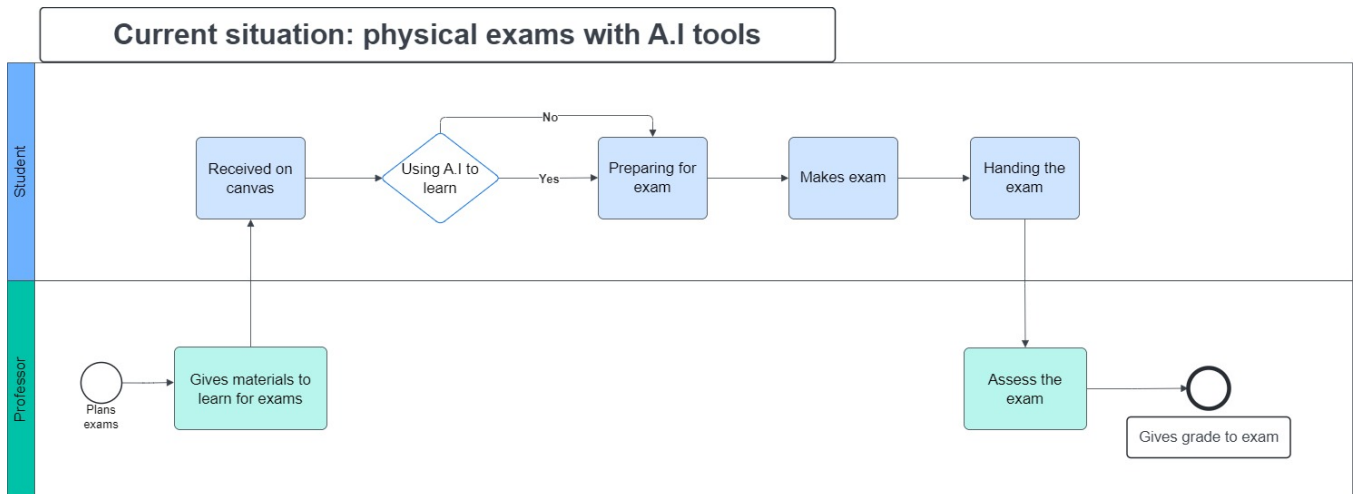 Current situation: physical exams with A.I tools
Student
Received on
canvas
Using A.I to
learn
No
Yes
Preparing for
exam
Makes exam
Handing the
exam
Professor
Plans
exams
Gives materials to
learn for exams
Assess the
exam
Gives grade to exam